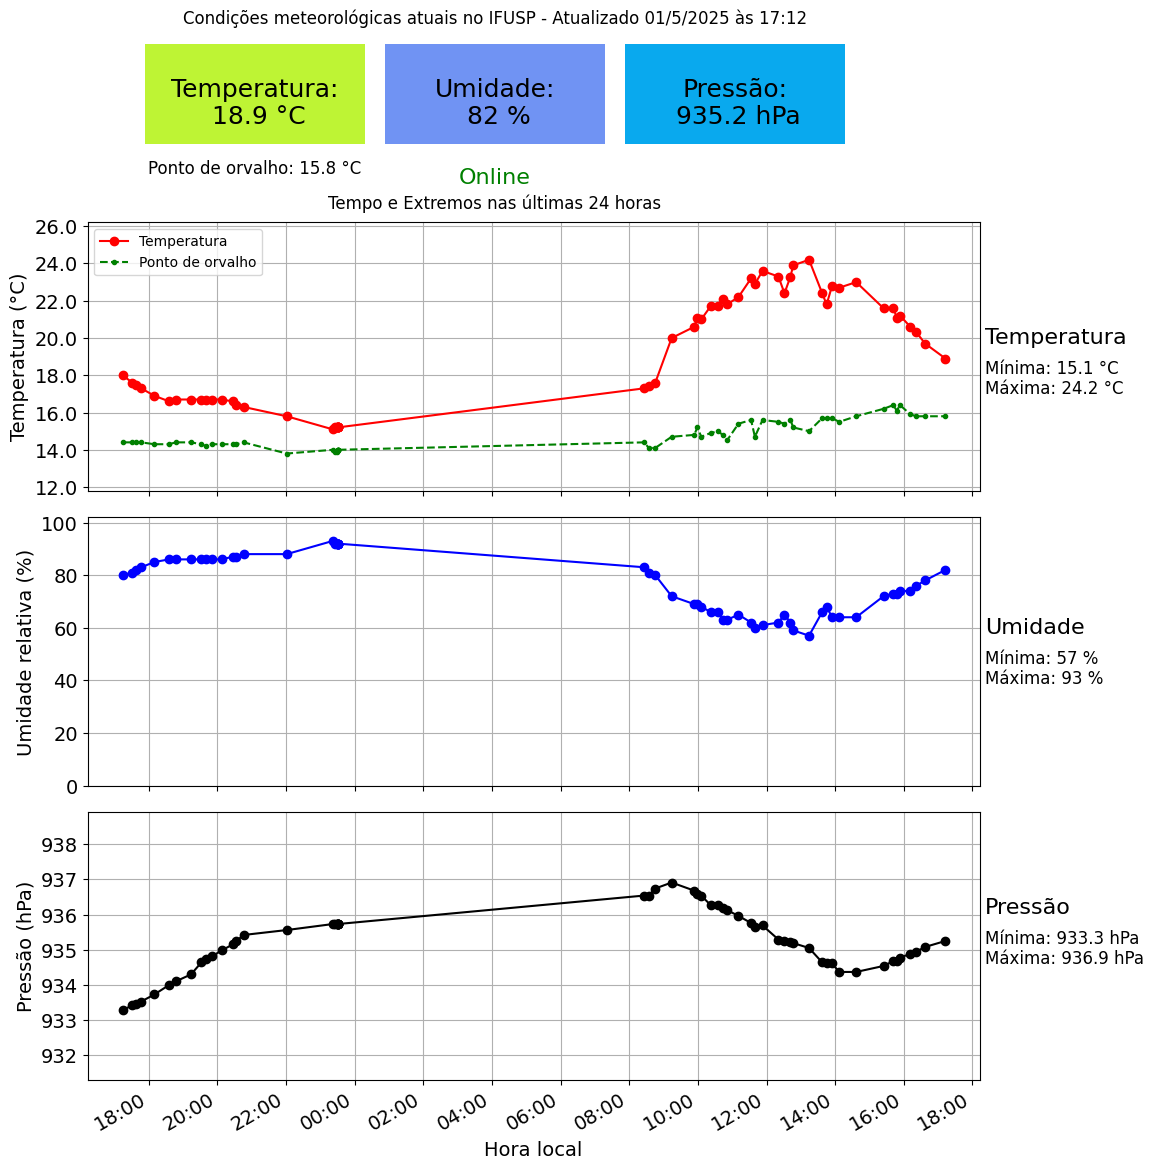 Condições meteorológicas atuais no IFUSP - Atualizado 01/5/2025 às 17:12
Temperatura:
18.9 °C
Umidade:
82 %
Pressão:
935.2 hPa
Ponto de orvalho: 15.8 °C
Online
Tempo e Extremos nas últimas 24 horas
Temperatura (°C)
26.0
24.0
22.0
20.0
18.0
16.0
14.0
12.0
Temperatura
Ponto de orvalho
Temperatura
Mínima: 15.1 °C
Máxima: 24.2 °C
Umidade relativa (%)
100
80
60
40
20
0
Umidade
Mínima: 57 %
Máxima: 93 %
Pressão (hPa)
938
937
936
935
934
933
932
Pressão
Mínima: 933.3 hPa
Máxima: 936.9 hPa
18:00 20:00 22:00 00:00 02:00 04:00 06:00 08:00 10:00 12:00 14:00 16:00 18:00
Hora local